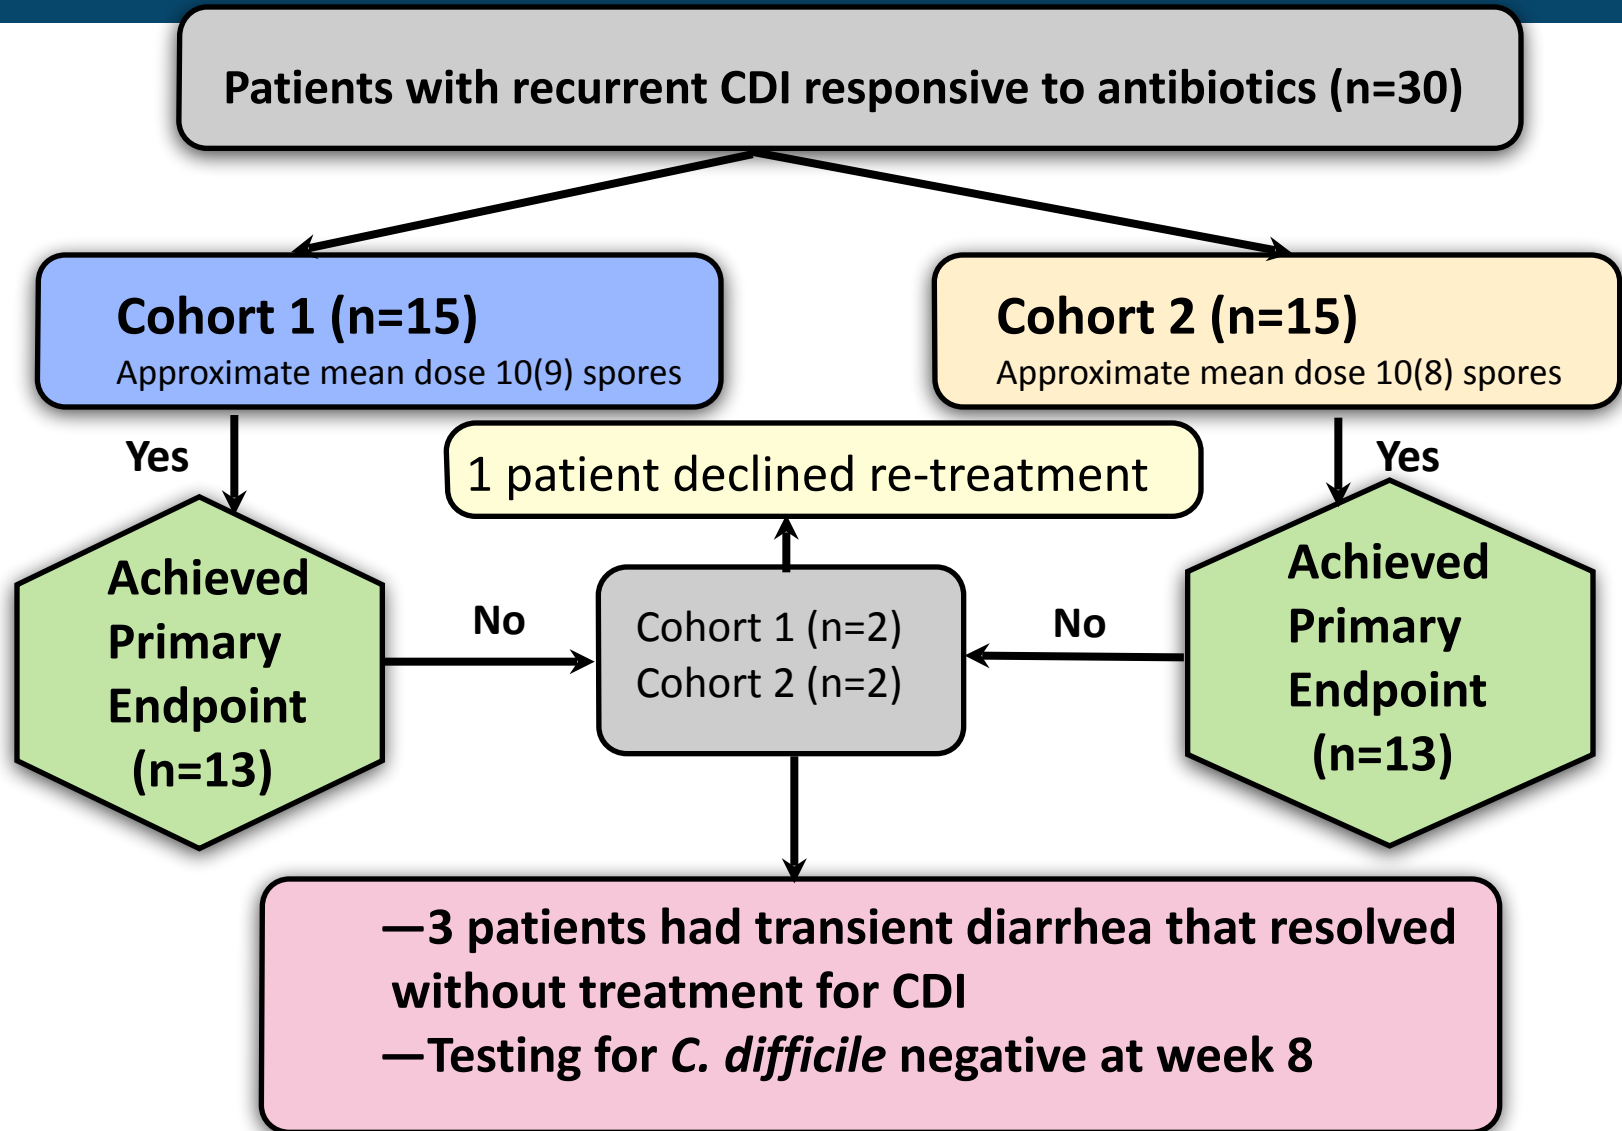 Patients with recurrent CDI responsive to antibiotics (n=30)
Cohort 1 (n=15)
Approximate mean dose 10(9) spores
Cohort 2 (n=15)
Approximate mean dose 10(8) spores
Yes
1 patient declined re-treatment
Yes
Achieved
Primary
Endpoint
(n=13)
No
Cohort 1 (n=2)
Cohort 2 (n=2)
No
Achieved
Primary
Endpoint
(n=13)
—3 patients had transient diarrhea that resolved
without treatment for CDI
—Testing for C. difficile negative at week 8